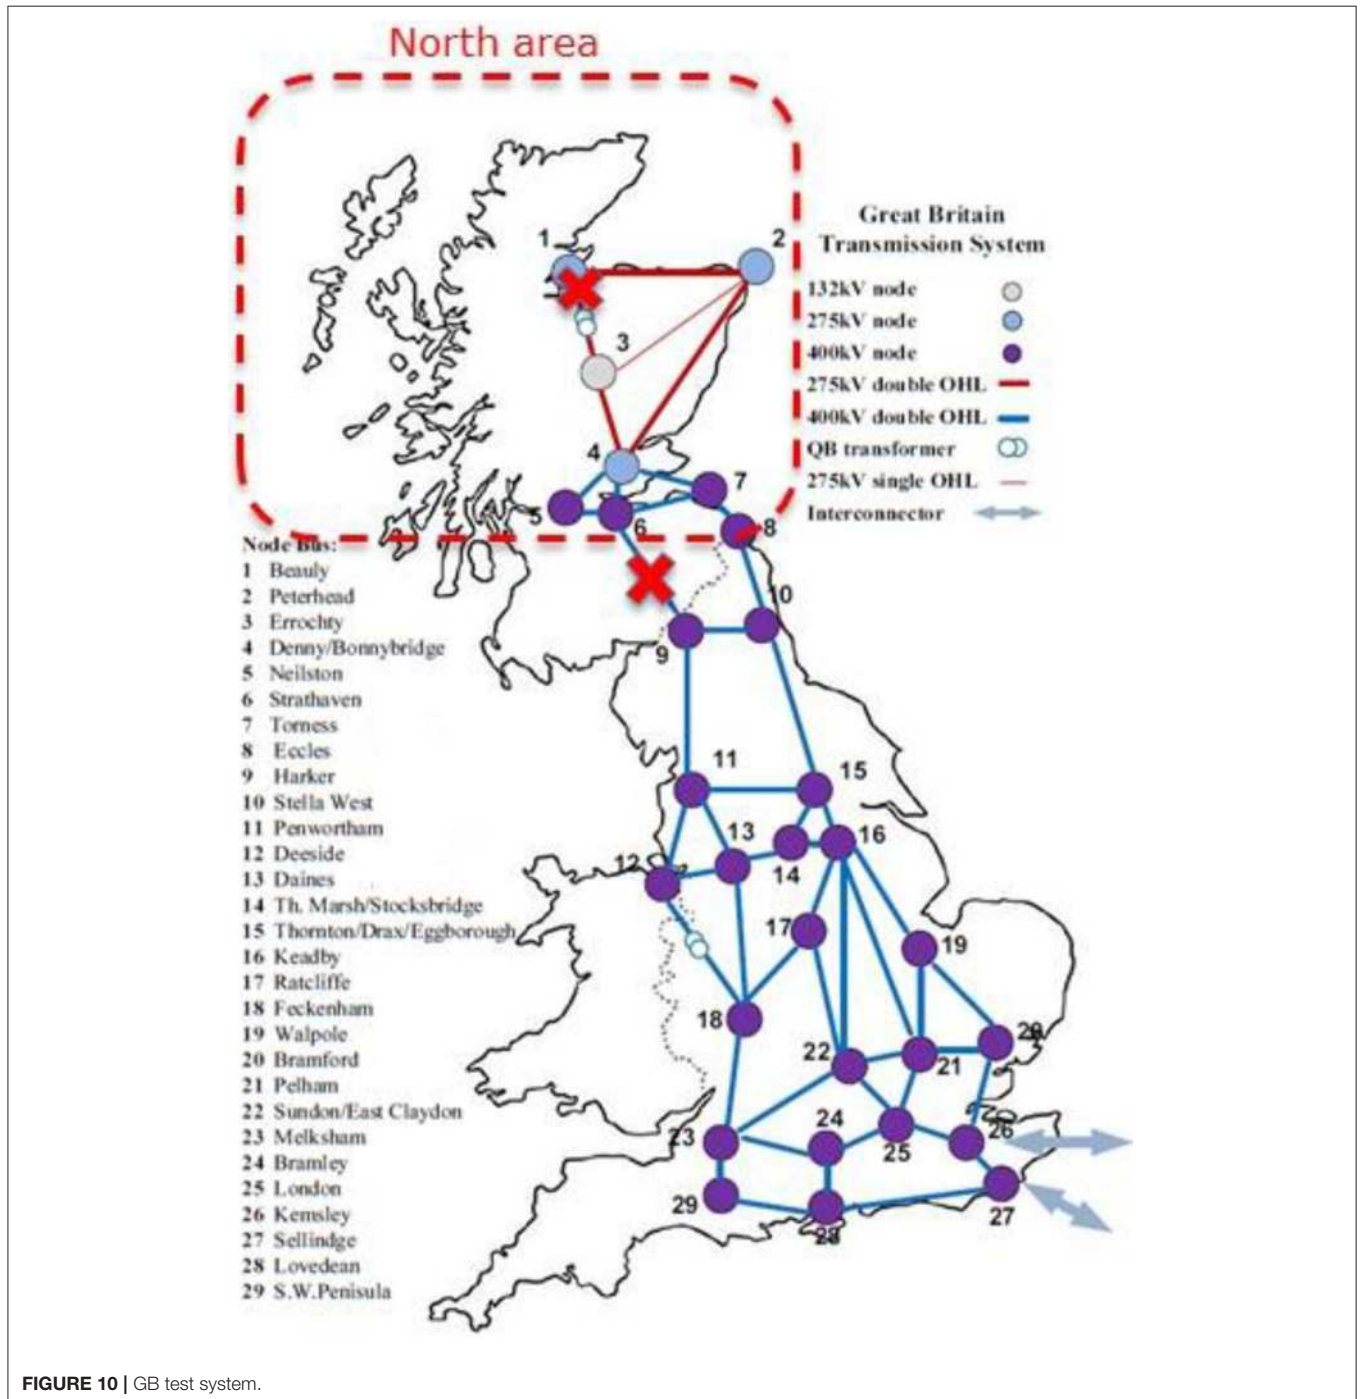 North area
Great Britain
Transmission System
132kV node
275kV node
400kV node
275kV double OHL
400kV double OHL
QB transformer
275kV single OHL
Interconnector
1
2
3
4
5
6
7
8
9
10
11
12
13
14
15
16
17
18
19
20
21
22
23
24
25
26
27
28
29
Node Bus:
1 Beauly
2 Peterhead
3 Errochty
4 Denny/Bonnybridge
5 Neilston
6 Strathaven
7 Torness
8 Eccles
9 Harker
10 Stella West
11 Penwortham
12 Deeside
13 Daines
14 Th. Marsh/Stocksbridge
15 Thornton/Drax/Eggborough
16 Keadby
17 Ratcliffe
18 Feckenham
19 Walpole
20 Bramford
21 Pelham
22 Sundon/East Claydon
23 Melksham
24 Bramley
25 London
26 Kemsley
27 Sellindge
28 Lovedean
29 S.W.Penisula
FIGURE 10 | GB test system.